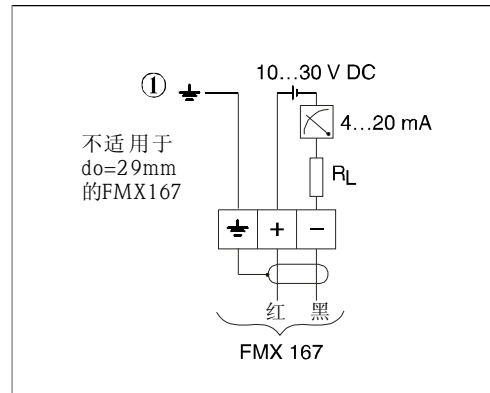 10...30 V DC
①
4...20 mA
不适用于
do=29mm
的FMX167
RL
+ −
红 黑
FMX 167